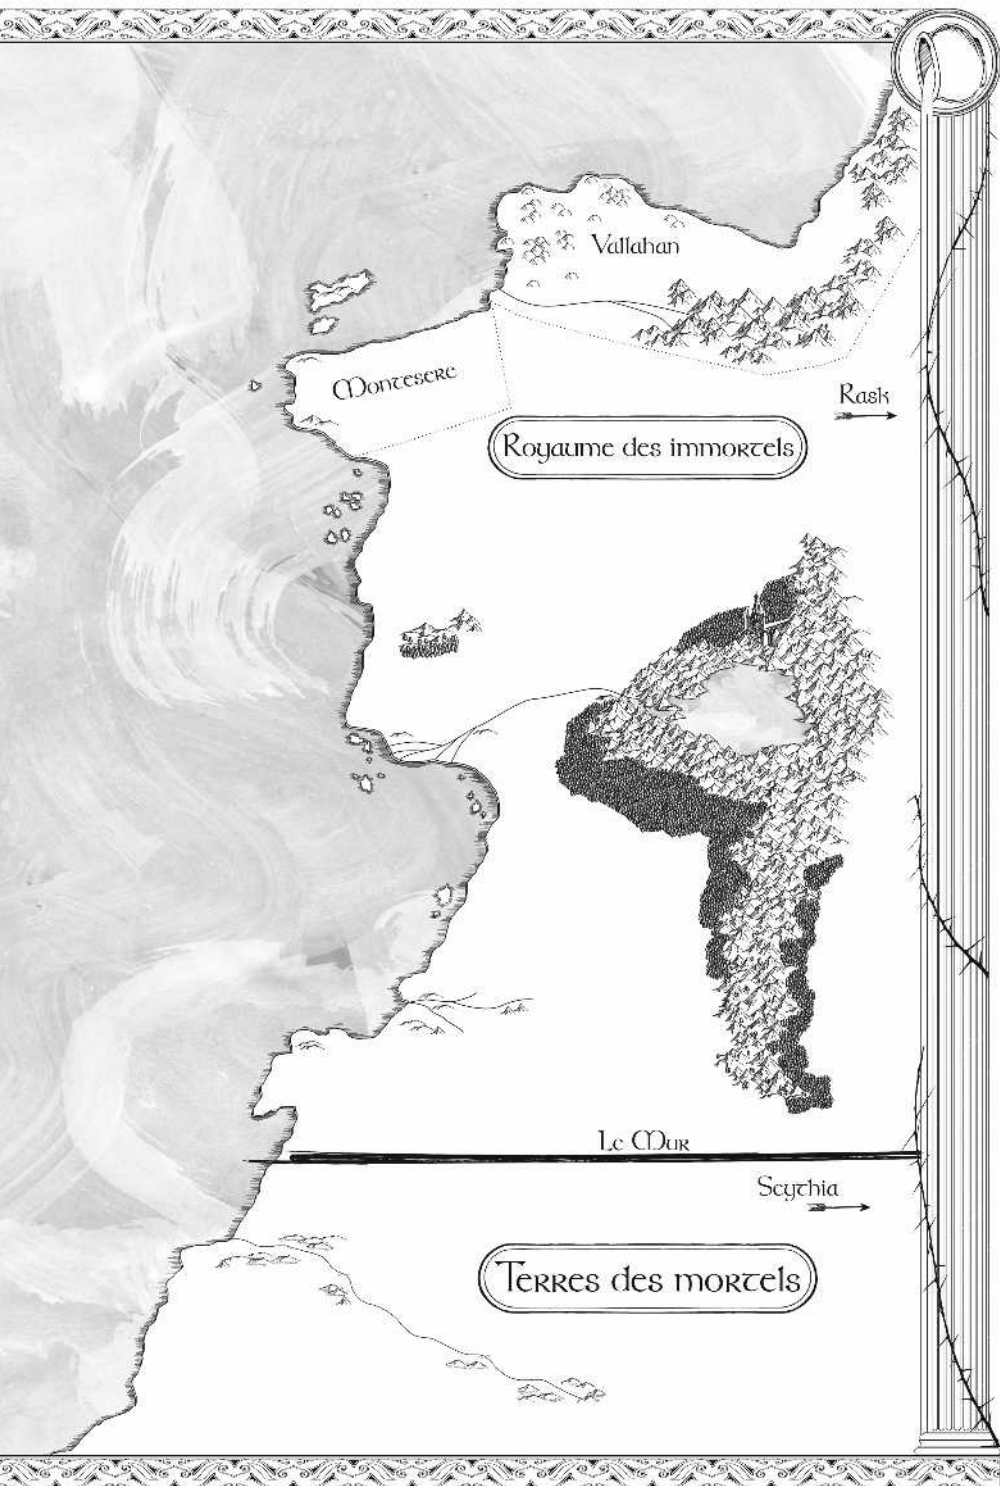 Vallahan
Montesere
Rask
Royaume des immortels
Le Mur
Scythia
Terres des mortels